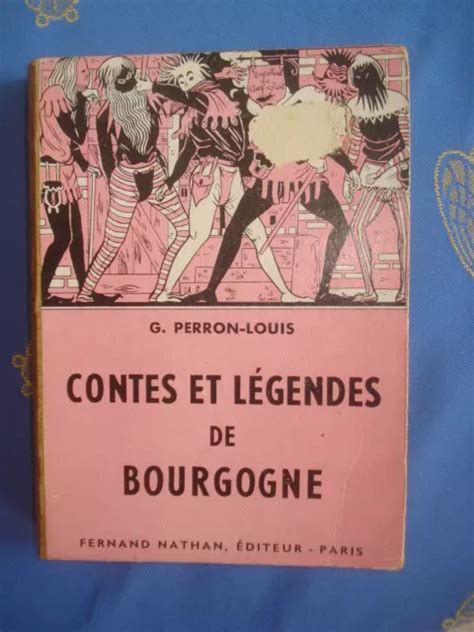 G. PERRON-LOUIS
CONTES ET LÉGENDES
DE
BOURGOGNE
FERNAND NATHAN, ÉDITEUR - PARIS